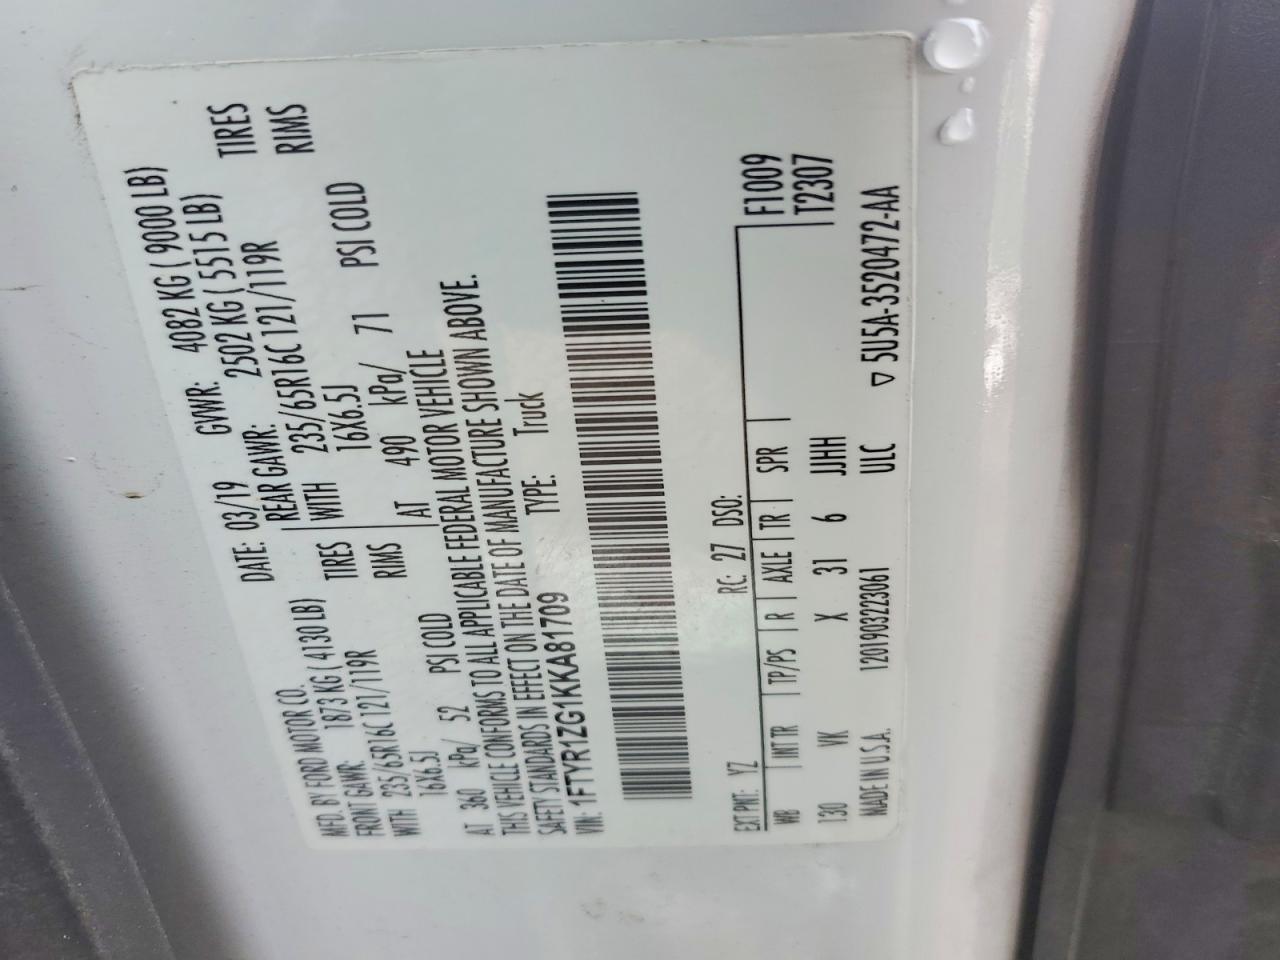 MFD. BY FORD MOTOR CO. DATE: 03/19 GVWR: 4082 KG ( 9000 LB)
FRONT GAWR: 1873 KG ( 4130 LB) REAR GAWR: 2502 KG ( 5515 LB)
WITH 235/65R16C 121/119R TIRES WITH 235/65R16C 121/119R TIRES
16X6.5J RIMS 16X6.5J RIMS
AT 360 kPa/ 52 PSI COLD AT 490 kPa/ 71 PSI COLD
THIS VEHICLE CONFORMS TO ALL APPLICABLE FEDERAL MOTOR VEHICLE
SAFETY STANDARDS IN EFFECT ON THE DATE OF MANUFACTURE SHOWN ABOVE.
VIN: 1FTYR1ZG1KKA81709 TYPE: Truck
EXT PNT: YZ RC: 27 DSO: F1009
WB INT TR TP/PS R AXLE TR SPR T2307
130 VK X 31 6 JJHH
MADE IN U.S.A. 1201903223061 ULC ▽ 5U5A-3520472-AA